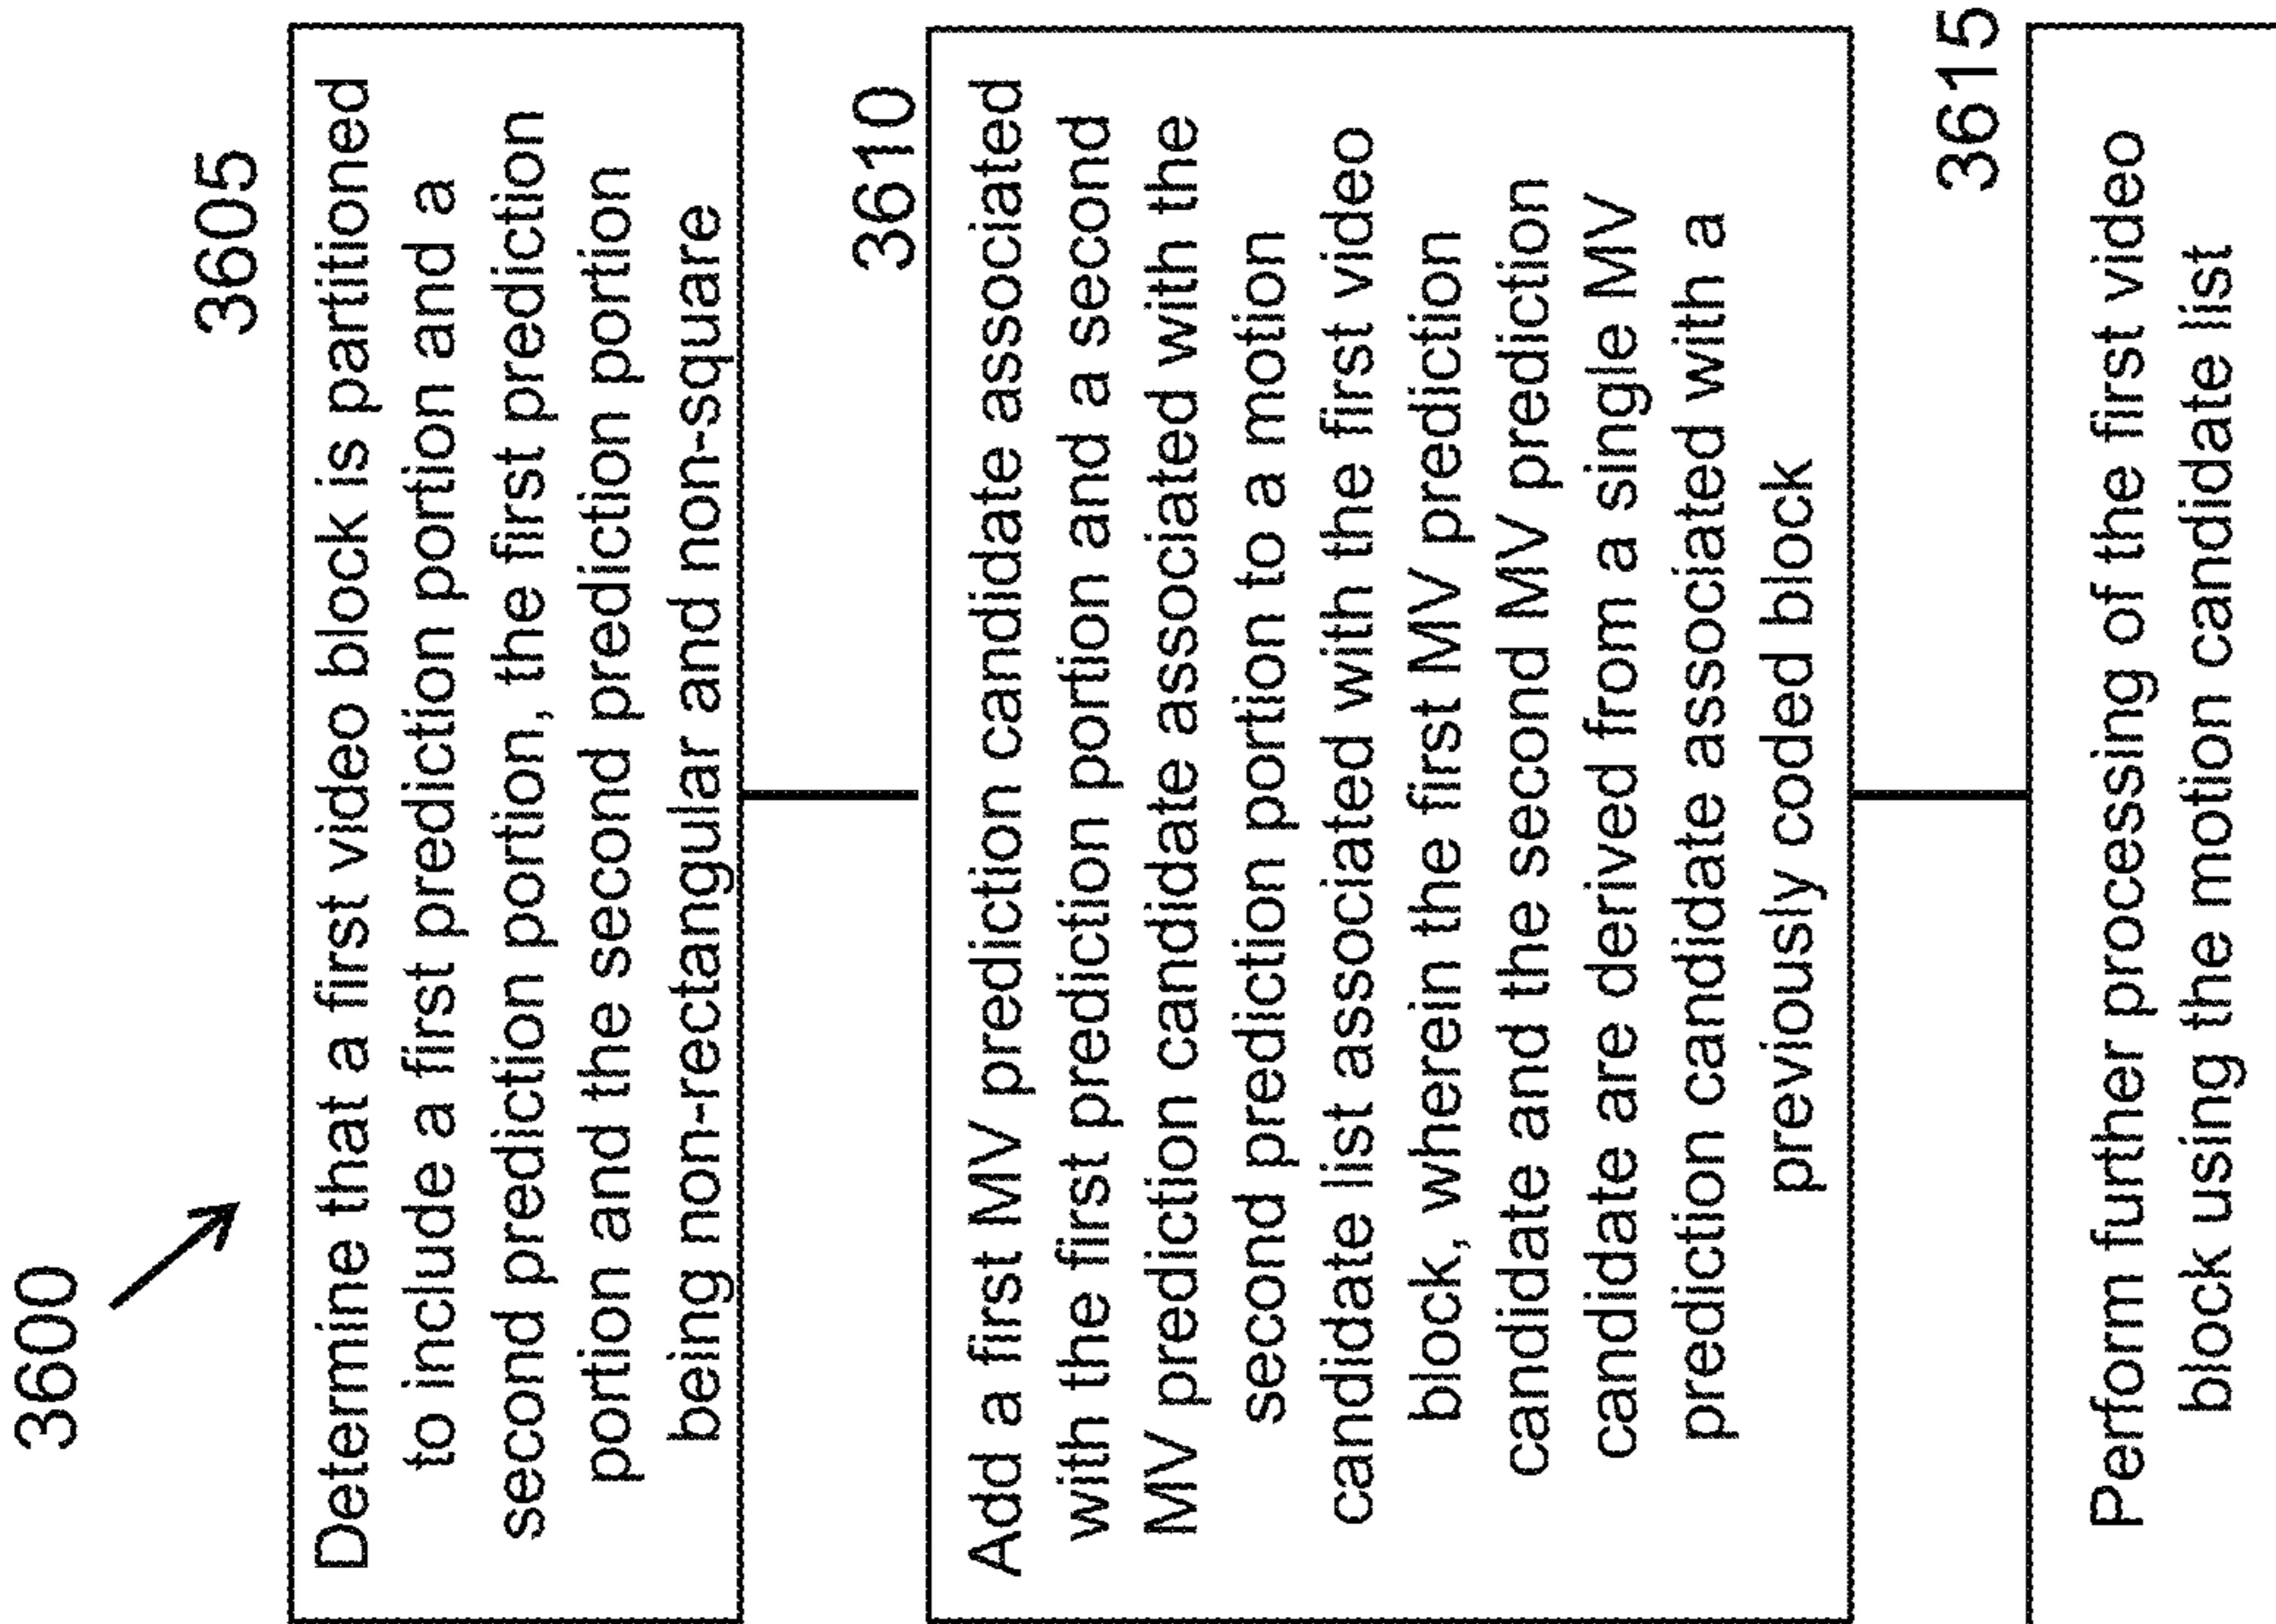 3600
3605
Determine that a first video block is partitioned
to include a first prediction portion and a
second prediction portion, the first prediction
portion and the second prediction portion
being non-rectangular and non-square
3610
Add a first MV prediction candidate associated
with the first prediction portion and a second
MV prediction candidate associated with the
second prediction portion to a motion
candidate list associated with the first video
block, wherein the first MV prediction
candidate and the second MV prediction
candidate are derived from a single MV
prediction candidate associated with a
previously coded block
3615
Perform further processing of the first video
block using the motion candidate list